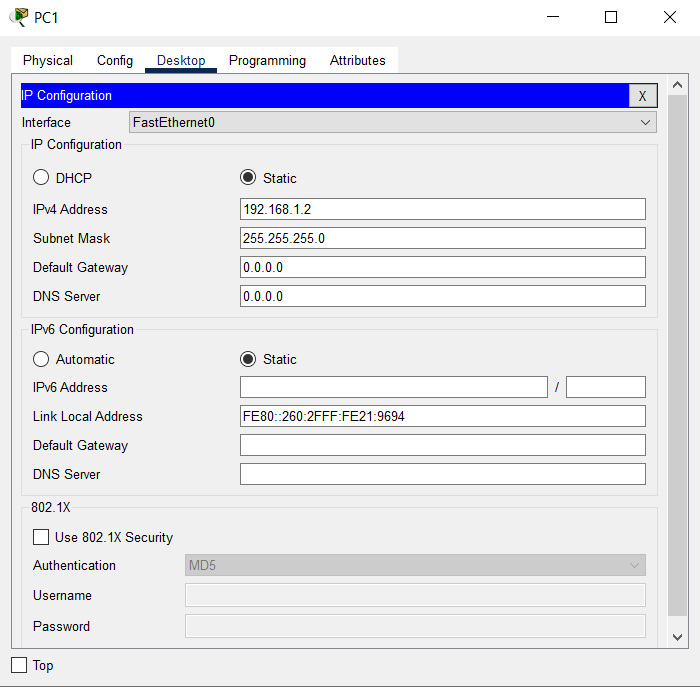 PC1
Physical Config Desktop Programming Attributes
IP Configuration X
Interface FastEthernet0
IP Configuration
DHCP Static
IPv4 Address 192.168.1.2
Subnet Mask 255.255.255.0
Default Gateway 0.0.0.0
DNS Server 0.0.0.0
IPv6 Configuration
Automatic Static
IPv6 Address /
Link Local Address FE80::260:2FFF:FE21:9694
Default Gateway
DNS Server
802.1X
Use 802.1X Security
Authentication MD5
Username
Password
Top